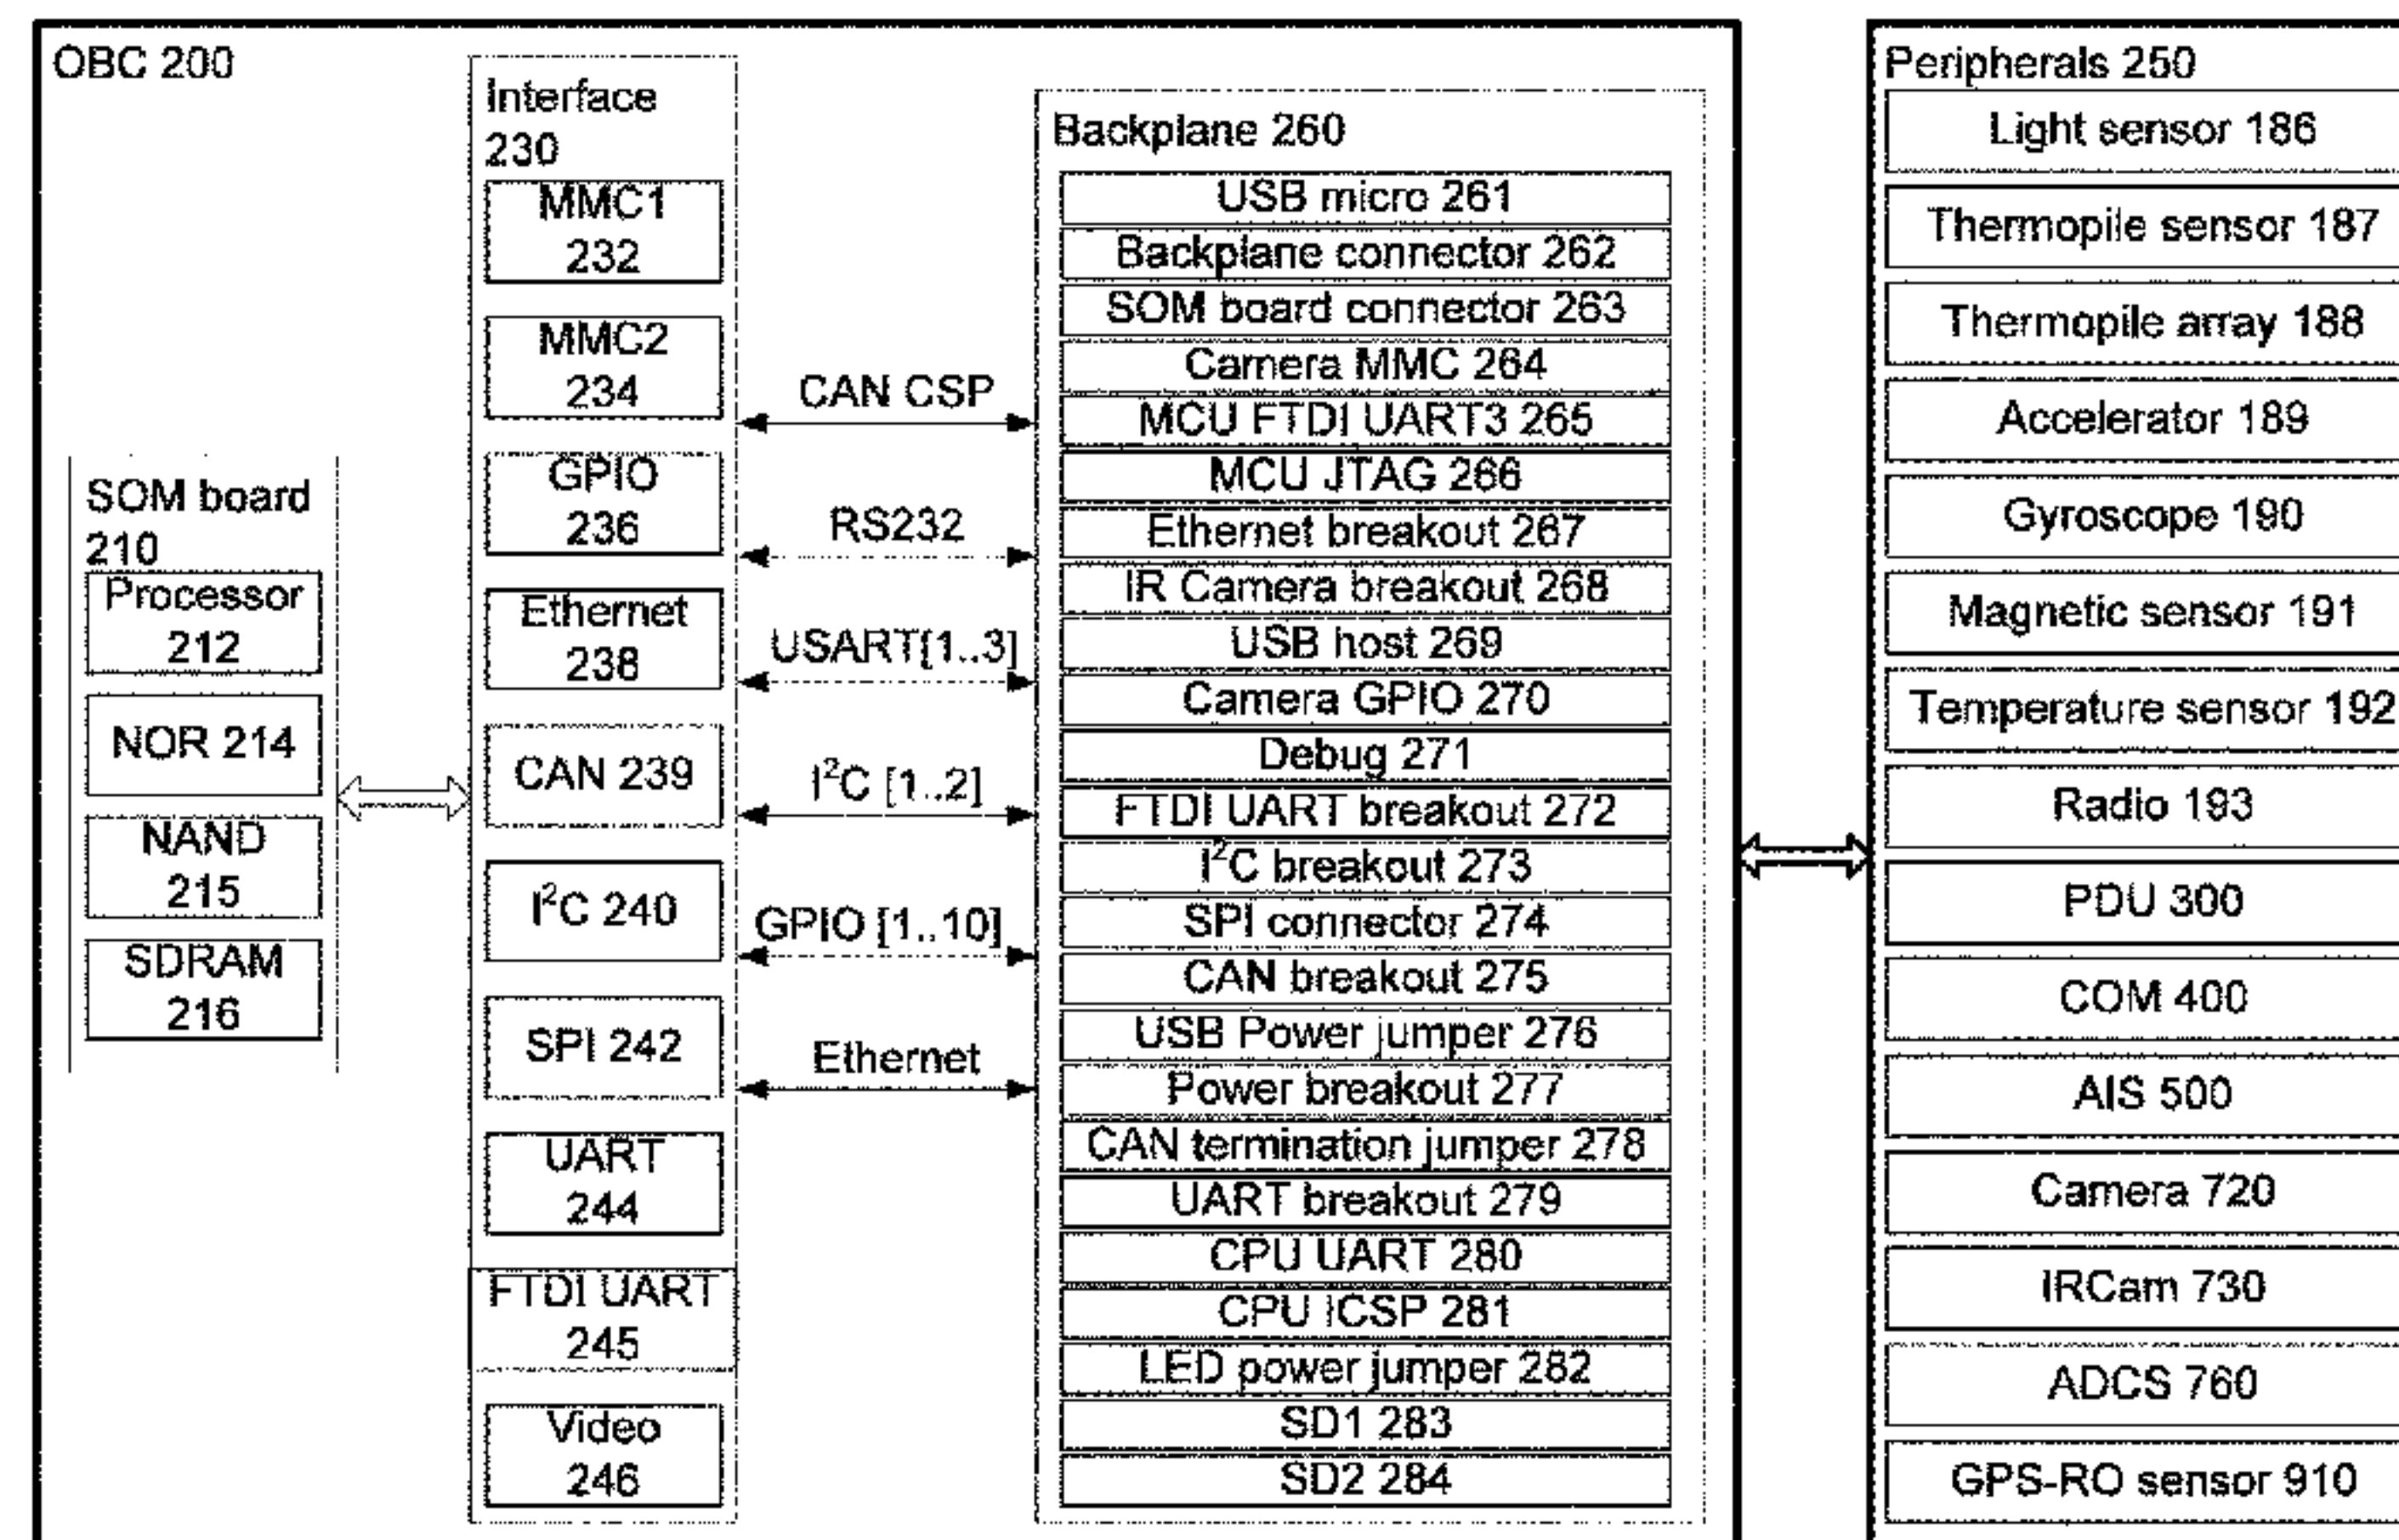 OBC 200
SOM board
210
Processor
212
NOR 214
NAND
215
SDRAM
216
Interface
230
MMC1
232
MMC2
234
GPIO
236
Ethernet
238
CAN 239
I²C 240
SPI 242
UART
244
FTDI UART
245
Video
246
CAN CSP
RS232
USART[1..3]
I²C [1..2]
GPIO [1..10]
Ethernet
Backplane 260
USB micro 261
Backplane connector 262
SOM board connector 263
Camera MMC 264
MCU FTDI UART3 265
MCU JTAG 266
Ethernet breakout 267
IR Camera breakout 268
USB host 269
Camera GPIO 270
Debug 271
FTDI UART breakout 272
I²C breakout 273
SPI connector 274
CAN breakout 275
USB Power jumper 276
Power breakout 277
CAN termination jumper 278
UART breakout 279
CPU UART 280
CPU ICSP 281
LED power jumper 282
SD1 283
SD2 284
Peripherals 250
Light sensor 186
Thermopile sensor 187
Thermopile array 188
Accelerator 189
Gyroscope 190
Magnetic sensor 191
Temperature sensor 192
Radio 193
PDU 300
COM 400
AIS 500
Camera 720
IRCam 730
ADCS 760
GPS-RO sensor 910